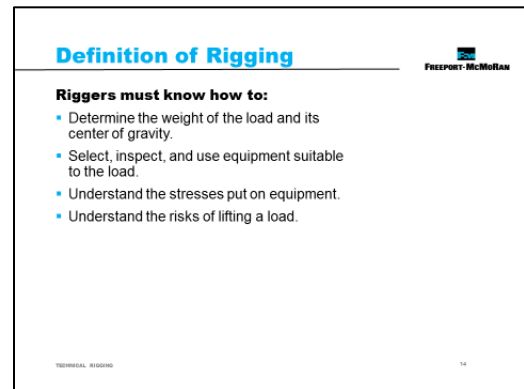 Definition of Rigging
FCX
FREEPORT-MCMORAN
Riggers must know how to:
▪ Determine the weight of the load and its
center of gravity.
▪ Select, inspect, and use equipment suitable
to the load.
▪ Understand the stresses put on equipment.
▪ Understand the risks of lifting a load.
TECHNICAL RIGGING
14